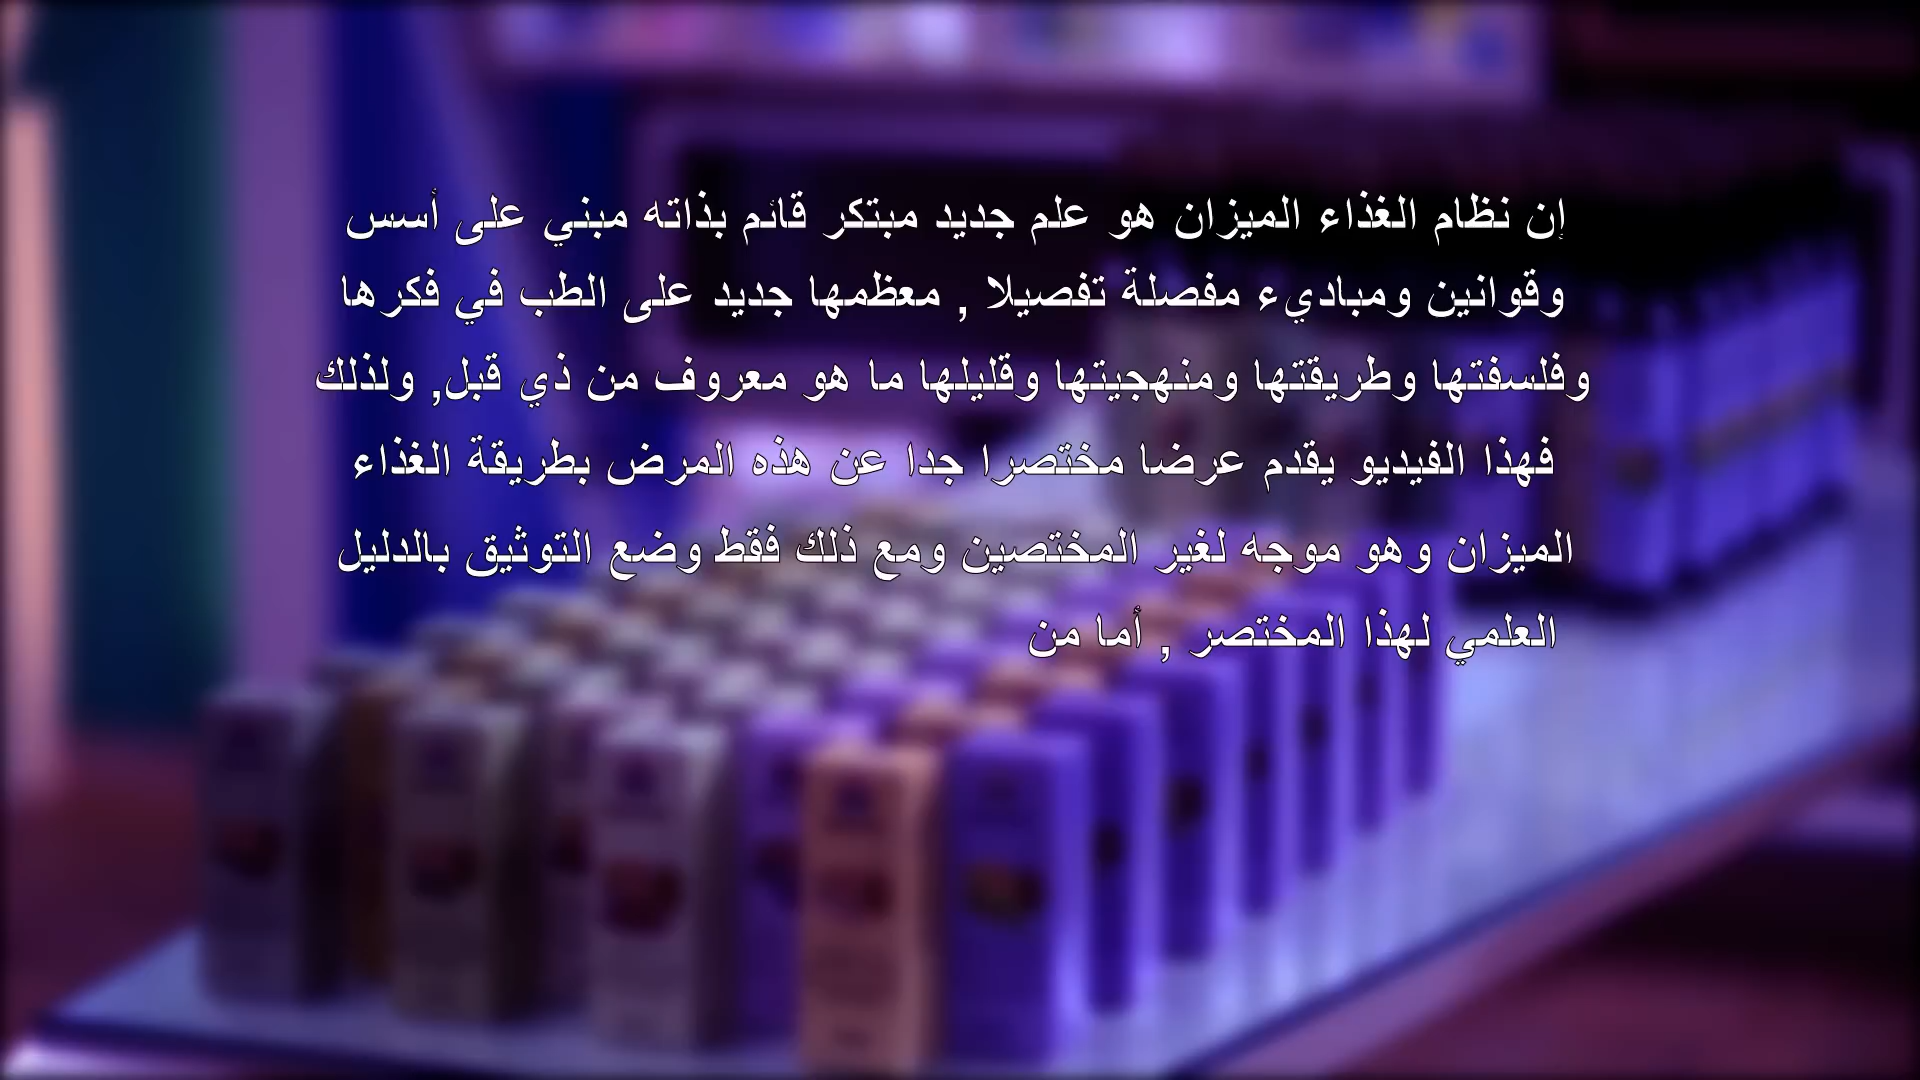 إن نظام الغذاء الميزان هو علم جديد مبتكر قائم بذاته مبني على أسس
وقوانين ومباديء مفصلة تفصيلا , معظمها جديد على الطب في فكرها
وفلسفتها وطريقتها ومنهجيتها وقليلها ما هو معروف من ذي قبل, ولذلك
فهذا الفيديو يقدم عرضا مختصرا جدا عن هذه المرض بطريقة الغذاء
الميزان وهو موجه لغير المختصين ومع ذلك فقط وضع التوثيق بالدليل
العلمي لهذا المختصر , أما من